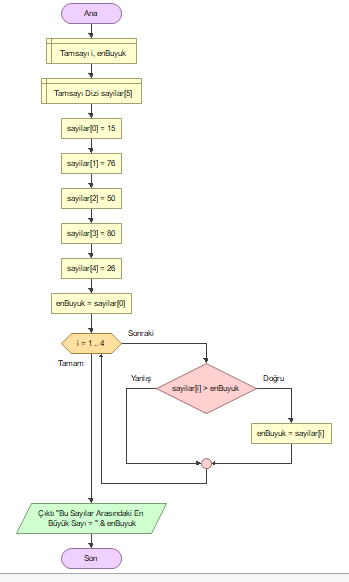 Ana
Tamsayı i, enBuyuk
Tamsayı Dizi sayilar[5]
sayilar[0] = 15
sayilar[1] = 76
sayilar[2] = 50
sayilar[3] = 80
sayilar[4] = 26
enBuyuk = sayilar[0]
i = 1 .. 4
Sonraki
Tamam
Yanlış
sayilar[i] > enBuyuk
Doğru
enBuyuk = sayilar[i]
Çıktı "Bu Sayılar Arasındaki En
Büyük Sayı = " & enBuyuk
Son